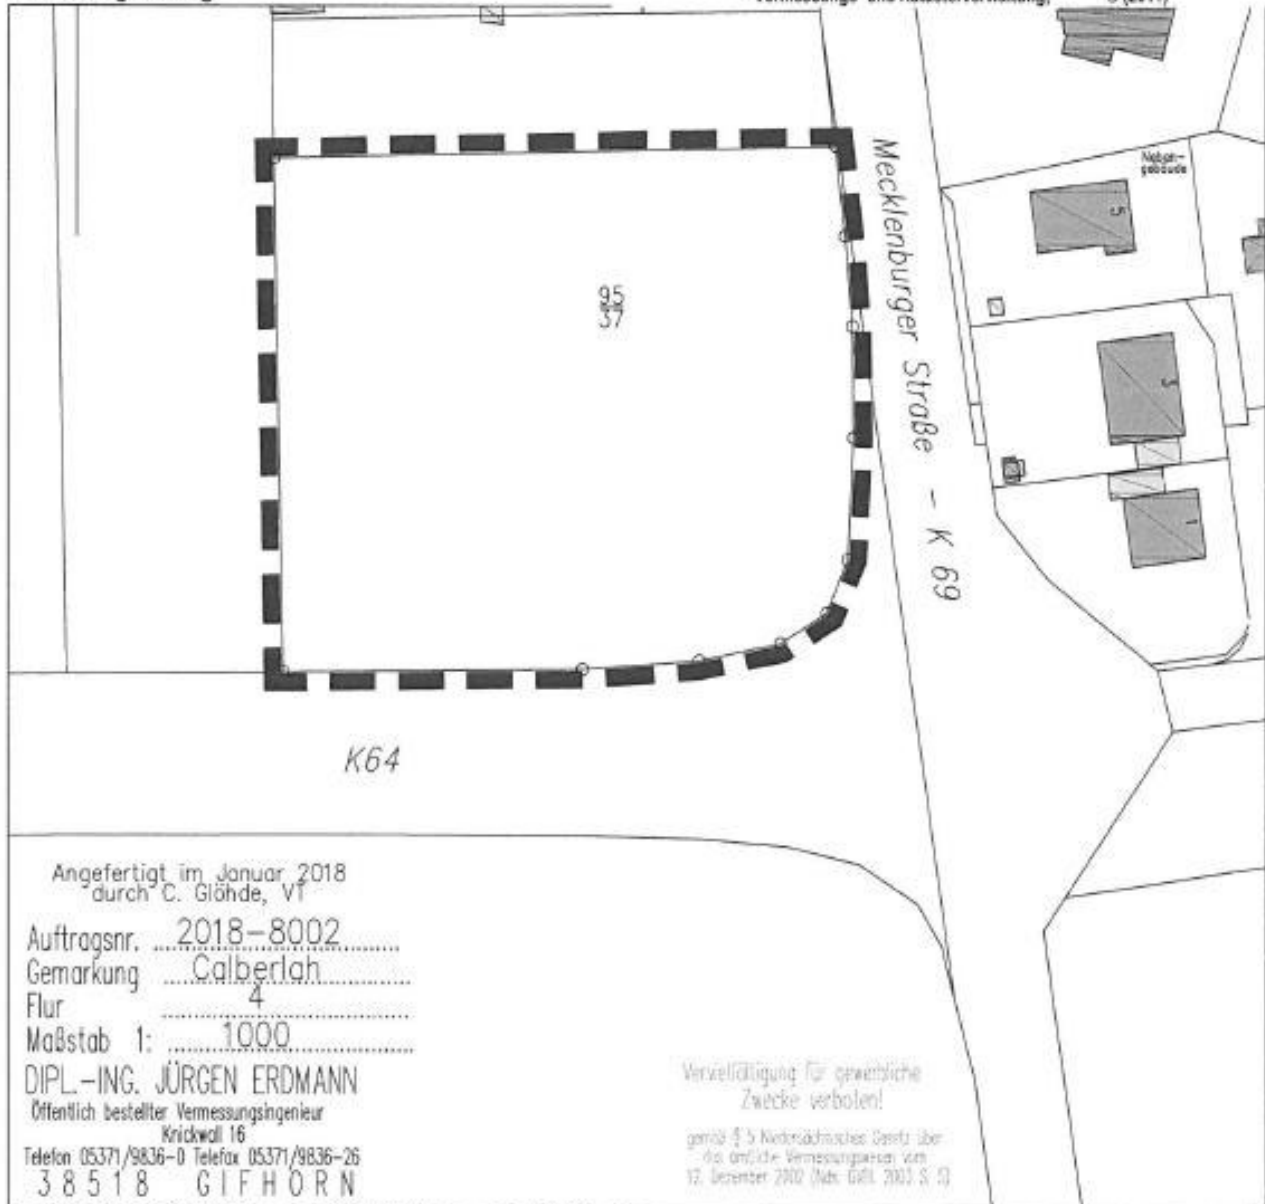 95
37
Mecklenburger Straße - K 69
Neben-
gebäude
5
3
1
K64
Angefertigt im Januar 2018
durch C. Glöhde, VT
Auftragsnr. 2018-8002
Gemarkung Calberlah
Flur 4
Maßstab 1: 1000
DIPL.-ING. JÜRGEN ERDMANN
Öffentlich bestellter Vermessungsingenieur
Knickwall 16
Telefon 05371/9836-0 Telefax 05371/9836-26
38518 GIFHORN
Vervielfältigung für gewerbliche
Zwecke verboten!
gemäß § 5 Niedersächsisches Gesetz über
das amtliche Vermessungswesen vom
12. Dezember 2002 (Nds. GVBl. 2003 S. 5)